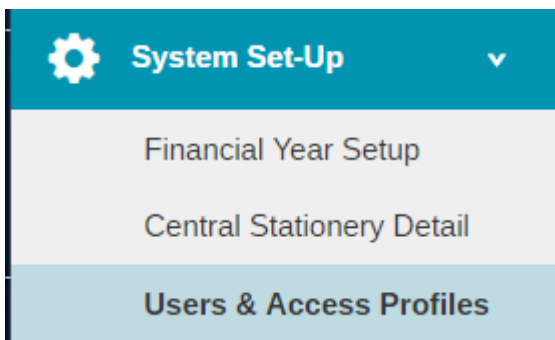 System Set-Up
Financial Year Setup
Central Stationery Detail
Users & Access Profiles